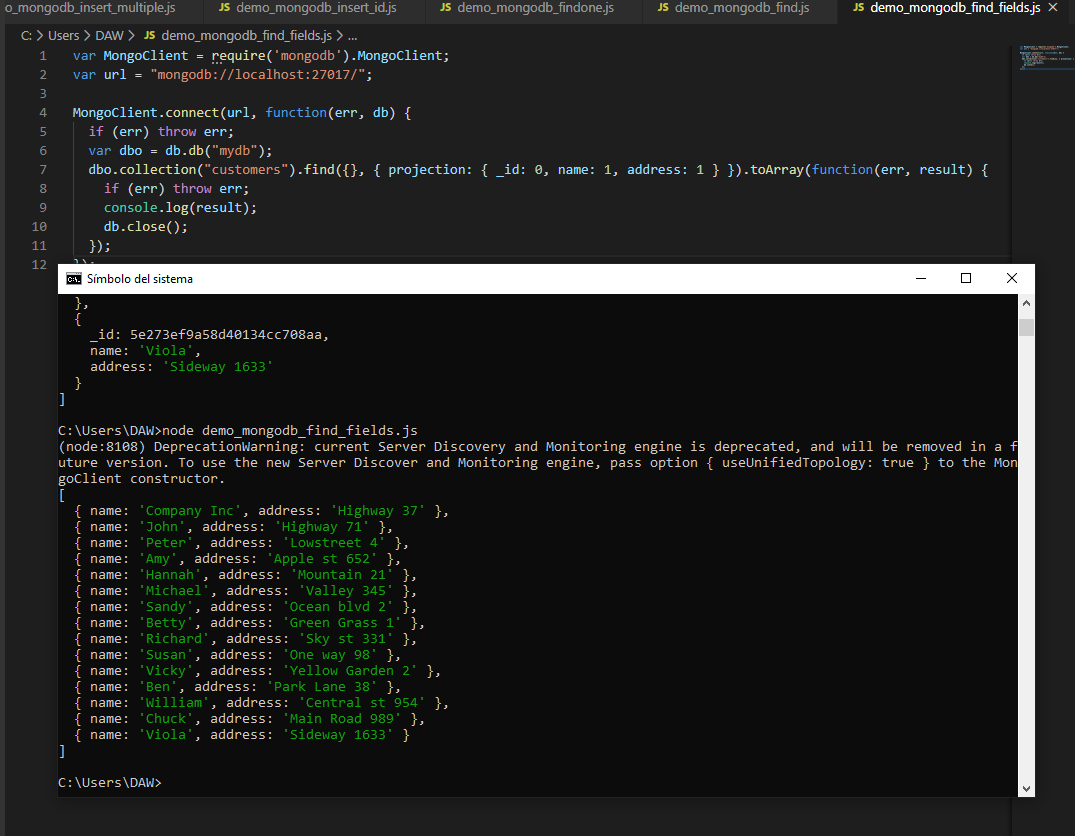 o_mongodb_insert_multiple.js JS demo_mongodb_insert_id.js JS demo_mongodb_findone.js JS demo_mongodb_find.js JS demo_mongodb_find_fields.js
C: > Users > DAW > JS demo_mongodb_find_fields.js > ...
1 var MongoClient = require('mongodb').MongoClient;
2 var url = "mongodb://localhost:27017/";
3
4 MongoClient.connect(url, function(err, db) {
5 if (err) throw err;
6 var dbo = db.db("mydb");
7 dbo.collection("customers").find({}, { projection: { _id: 0, name: 1, address: 1 } }).toArray(function(err, result) {
8 if (err) throw err;
9 console.log(result);
10 db.close();
11 });
12 });
Símbolo del sistema
},
{
_id: 5e273ef9a58d40134cc708aa,
name: 'Viola',
address: 'Sideway 1633'
}
]
C:\Users\DAW>node demo_mongodb_find_fields.js
(node:8108) DeprecationWarning: current Server Discovery and Monitoring engine is deprecated, and will be removed in a f
uture version. To use the new Server Discover and Monitoring engine, pass option { useUnifiedTopology: true } to the Mon
goClient constructor.
[
{ name: 'Company Inc', address: 'Highway 37' },
{ name: 'John', address: 'Highway 71' },
{ name: 'Peter', address: 'Lowstreet 4' },
{ name: 'Amy', address: 'Apple st 652' },
{ name: 'Hannah', address: 'Mountain 21' },
{ name: 'Michael', address: 'Valley 345' },
{ name: 'Sandy', address: 'Ocean blvd 2' },
{ name: 'Betty', address: 'Green Grass 1' },
{ name: 'Richard', address: 'Sky st 331' },
{ name: 'Susan', address: 'One way 98' },
{ name: 'Vicky', address: 'Yellow Garden 2' },
{ name: 'Ben', address: 'Park Lane 38' },
{ name: 'William', address: 'Central st 954' },
{ name: 'Chuck', address: 'Main Road 989' },
{ name: 'Viola', address: 'Sideway 1633' }
]
C:\Users\DAW>